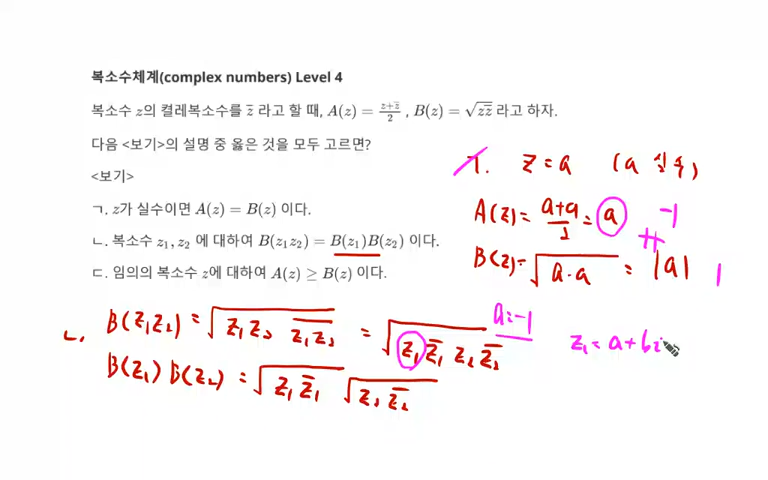 복소수체계(complex numbers) Level 4
복소수 z의 켤레복소수를 z̄ 라고 할 때, A(z) = (z+z̄)/2 , B(z) = √(zz̄) 라고 하자.
다음 <보기>의 설명 중 옳은 것을 모두 고르면?
<보기>
ㄱ. z가 실수이면 A(z) = B(z) 이다.
ㄴ. 복소수 z₁, z₂ 에 대하여 B(z₁z₂) = B(z₁)B(z₂) 이다.
ㄷ. 임의의 복소수 z에 대하여 A(z) ≥ B(z) 이다.
ㄱ. z = a (a 실수)
A(z) = (a+a)/2 = a -1
B(z) = √(a·a) = |a| 1
a=-1
ㄴ. B(z₁z₂) = √(z₁z₂ z̄₁z̄₂) = √(z₁ z̄₁ z₂ z̄₂)
z₁ = a + bi
B(z₁) B(z₂) = √(z₁ z̄₁) √(z₂ z̄₂)